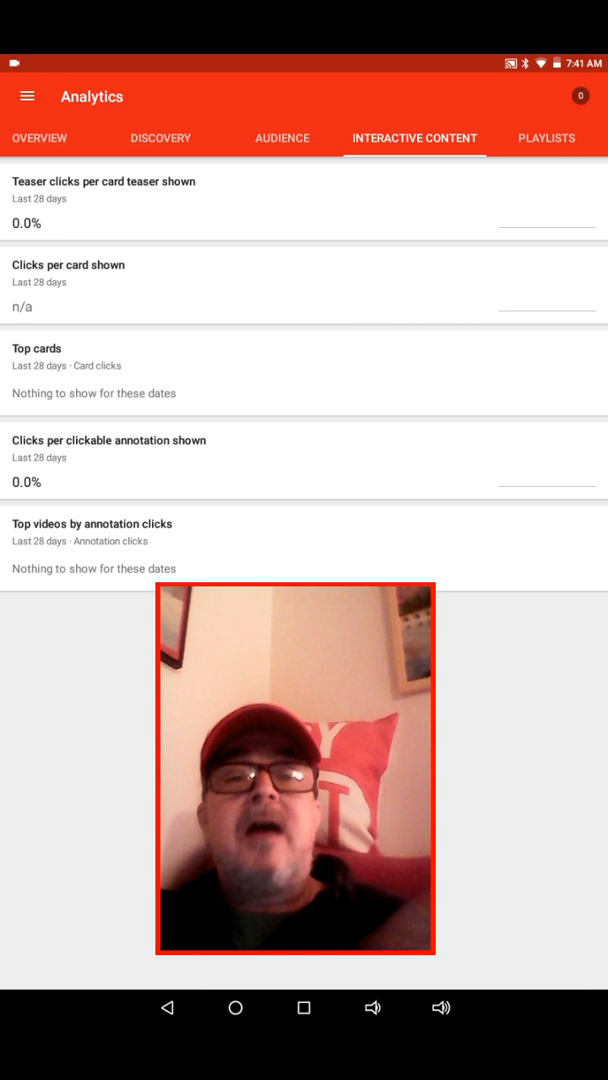 7:41 AM
Analytics
0
OVERVIEW DISCOVERY AUDIENCE INTERACTIVE CONTENT PLAYLISTS
Teaser clicks per card teaser shown
Last 28 days
0.0%
Clicks per card shown
Last 28 days
n/a
Top cards
Last 28 days · Card clicks
Nothing to show for these dates
Clicks per clickable annotation shown
Last 28 days
0.0%
Top videos by annotation clicks
Last 28 days · Annotation clicks
Nothing to show for these dates